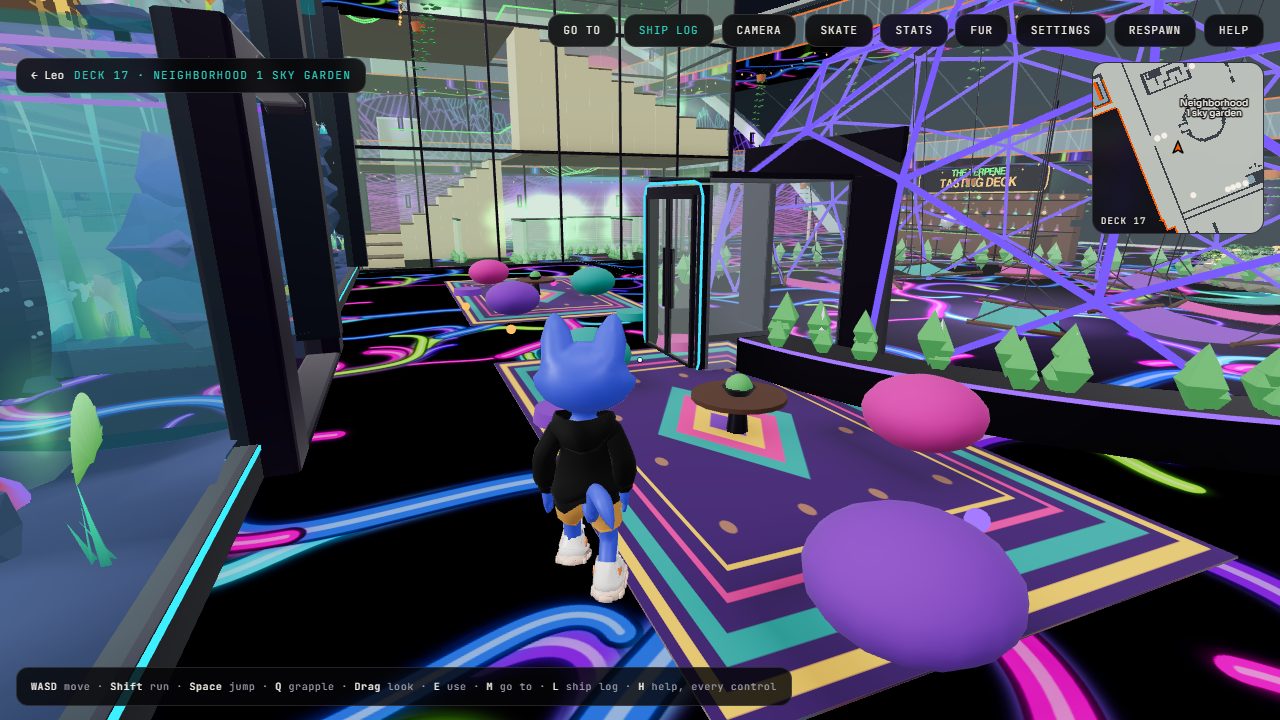 GO TO
SHIP LOG
CAMERA
SKATE
STATS
FUR
SETTINGS
RESPAWN
HELP
← Leo DECK 17 · NEIGHBORHOOD 1 SKY GARDEN
Neighborhood
1 sky garden
DECK 17
THE TERPENE
TASTING DECK
WASD move · Shift run · Space jump · Q grapple · Drag look · E use · M go to · L ship log · H help, every control